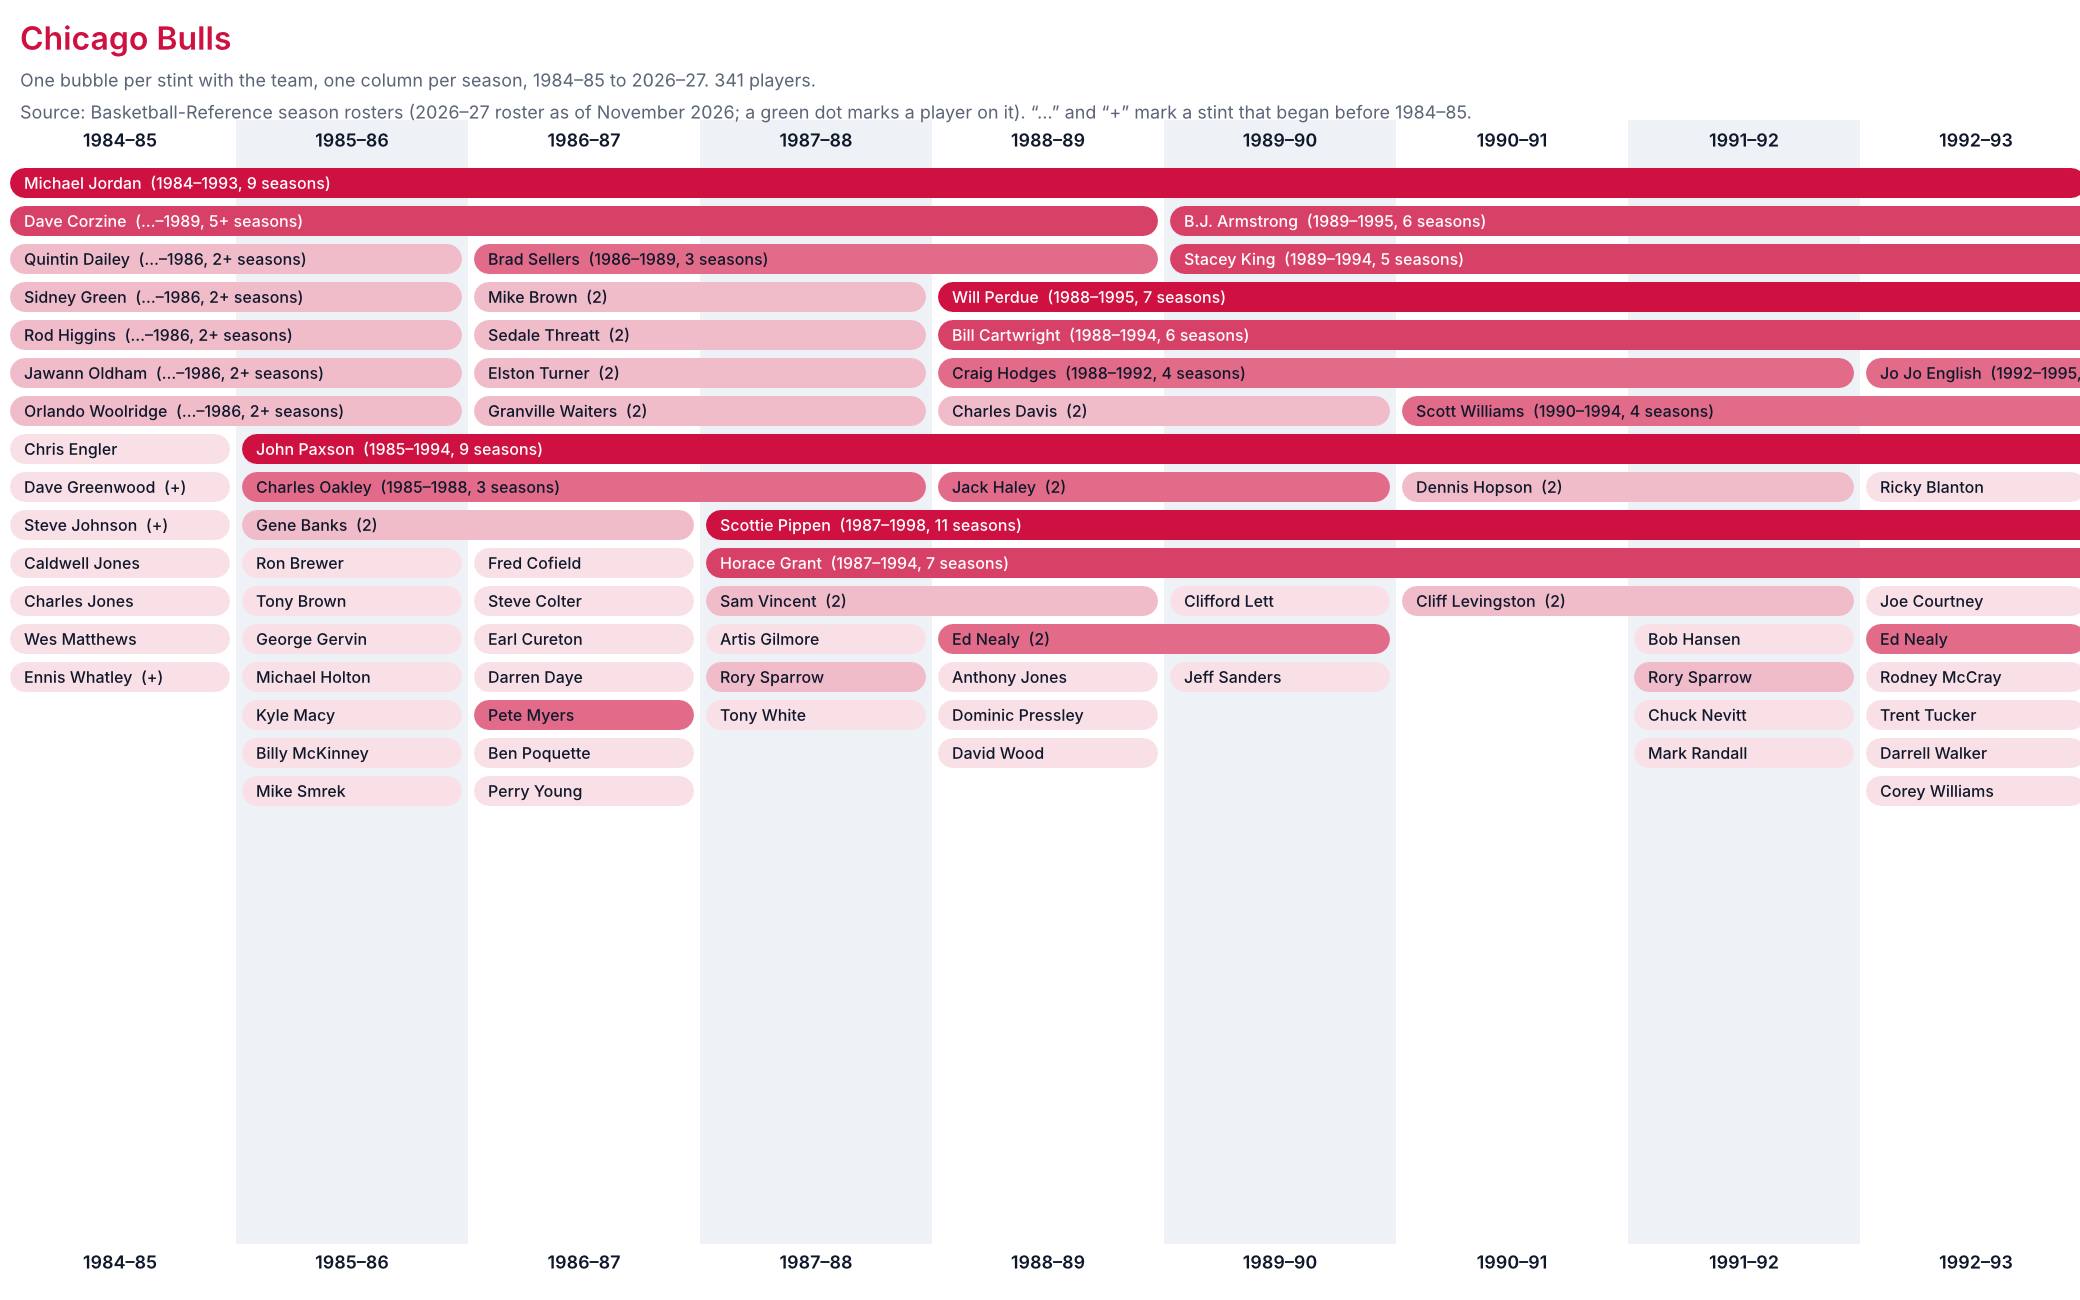 Chicago Bulls
One bubble per stint with the team, one column per season, 1984–85 to 2026–27. 341 players.
Source: Basketball-Reference season rosters (2026–27 roster as of November 2026; a green dot marks a player on it). “…” and “+” mark a stint that began before 1984–85.
1984–85 1985–86 1986–87 1987–88 1988–89 1989–90 1990–91 1991–92 1992–93
Michael Jordan (1984–1993, 9 seasons)
Dave Corzine (…–1989, 5+ seasons) B.J. Armstrong (1989–1995, 6 seasons)
Quintin Dailey (…–1986, 2+ seasons) Brad Sellers (1986–1989, 3 seasons) Stacey King (1989–1994, 5 seasons)
Sidney Green (…–1986, 2+ seasons) Mike Brown (2) Will Perdue (1988–1995, 7 seasons)
Rod Higgins (…–1986, 2+ seasons) Sedale Threatt (2) Bill Cartwright (1988–1994, 6 seasons)
Jawann Oldham (…–1986, 2+ seasons) Elston Turner (2) Craig Hodges (1988–1992, 4 seasons) Jo Jo English (1992–1995,
Orlando Woolridge (…–1986, 2+ seasons) Granville Waiters (2) Charles Davis (2) Scott Williams (1990–1994, 4 seasons)
Chris Engler John Paxson (1985–1994, 9 seasons)
Dave Greenwood (+) Charles Oakley (1985–1988, 3 seasons) Jack Haley (2) Dennis Hopson (2) Ricky Blanton
Steve Johnson (+) Gene Banks (2) Scottie Pippen (1987–1998, 11 seasons)
Caldwell Jones Ron Brewer Fred Cofield Horace Grant (1987–1994, 7 seasons)
Charles Jones Tony Brown Steve Colter Sam Vincent (2) Clifford Lett Cliff Levingston (2) Joe Courtney
Wes Matthews George Gervin Earl Cureton Artis Gilmore Ed Nealy (2) Bob Hansen Ed Nealy
Ennis Whatley (+) Michael Holton Darren Daye Rory Sparrow Anthony Jones Jeff Sanders Rory Sparrow Rodney McCray
Kyle Macy Pete Myers Tony White Dominic Pressley Chuck Nevitt Trent Tucker
Billy McKinney Ben Poquette David Wood Mark Randall Darrell Walker
Mike Smrek Perry Young Corey Williams
1984–85 1985–86 1986–87 1987–88 1988–89 1989–90 1990–91 1991–92 1992–93